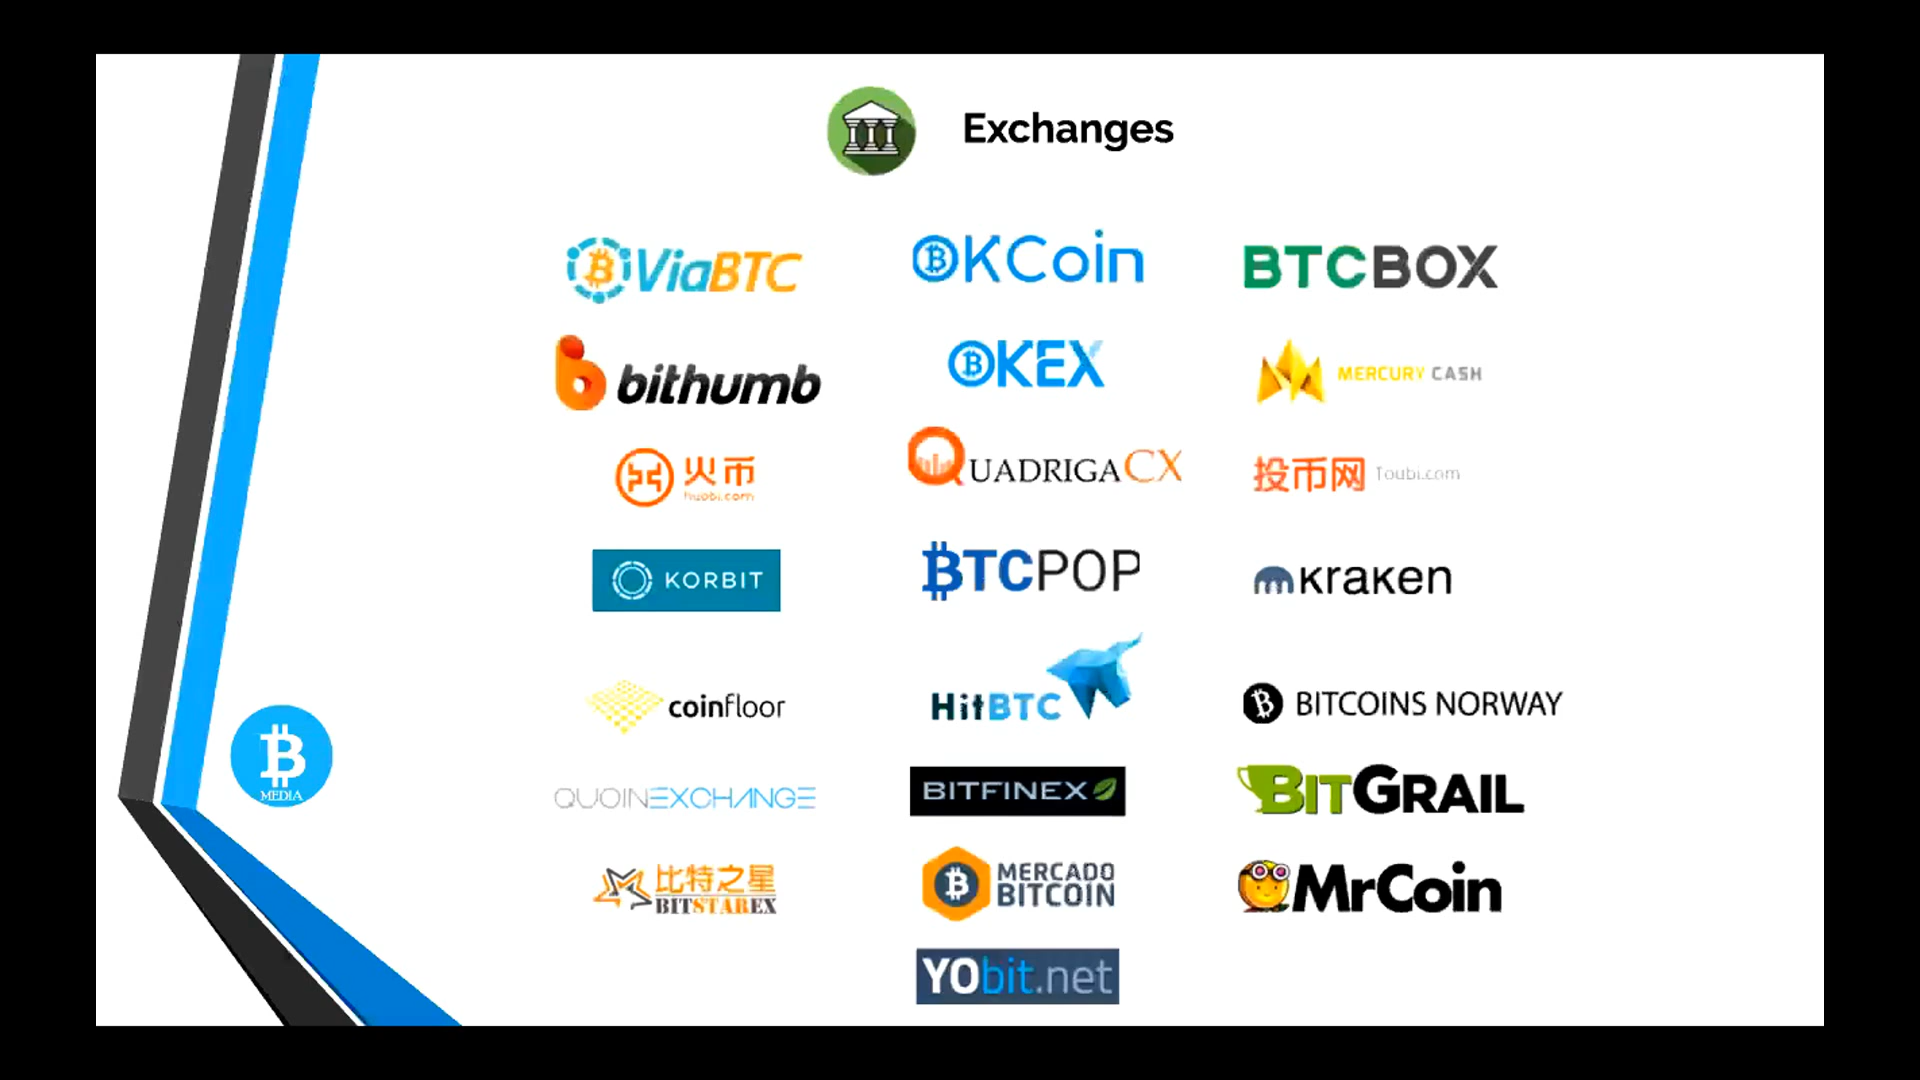 Exchanges
ViaBTC
OKCoin
BTCBOX
bithumb
OKEX
MERCURY CASH
火币
huobi.com
QUADRIGACX
投币网 Toubi.com
KORBIT
BTCPOP
kraken
coinfloor
HitBTC
BITCOINS NORWAY
MEDIA
QUOINEXCHANGE
BITFINEX
BITGRAIL
比特之星
BITSTAREX
MERCADO
BITCOIN
MrCoin
YObit.net